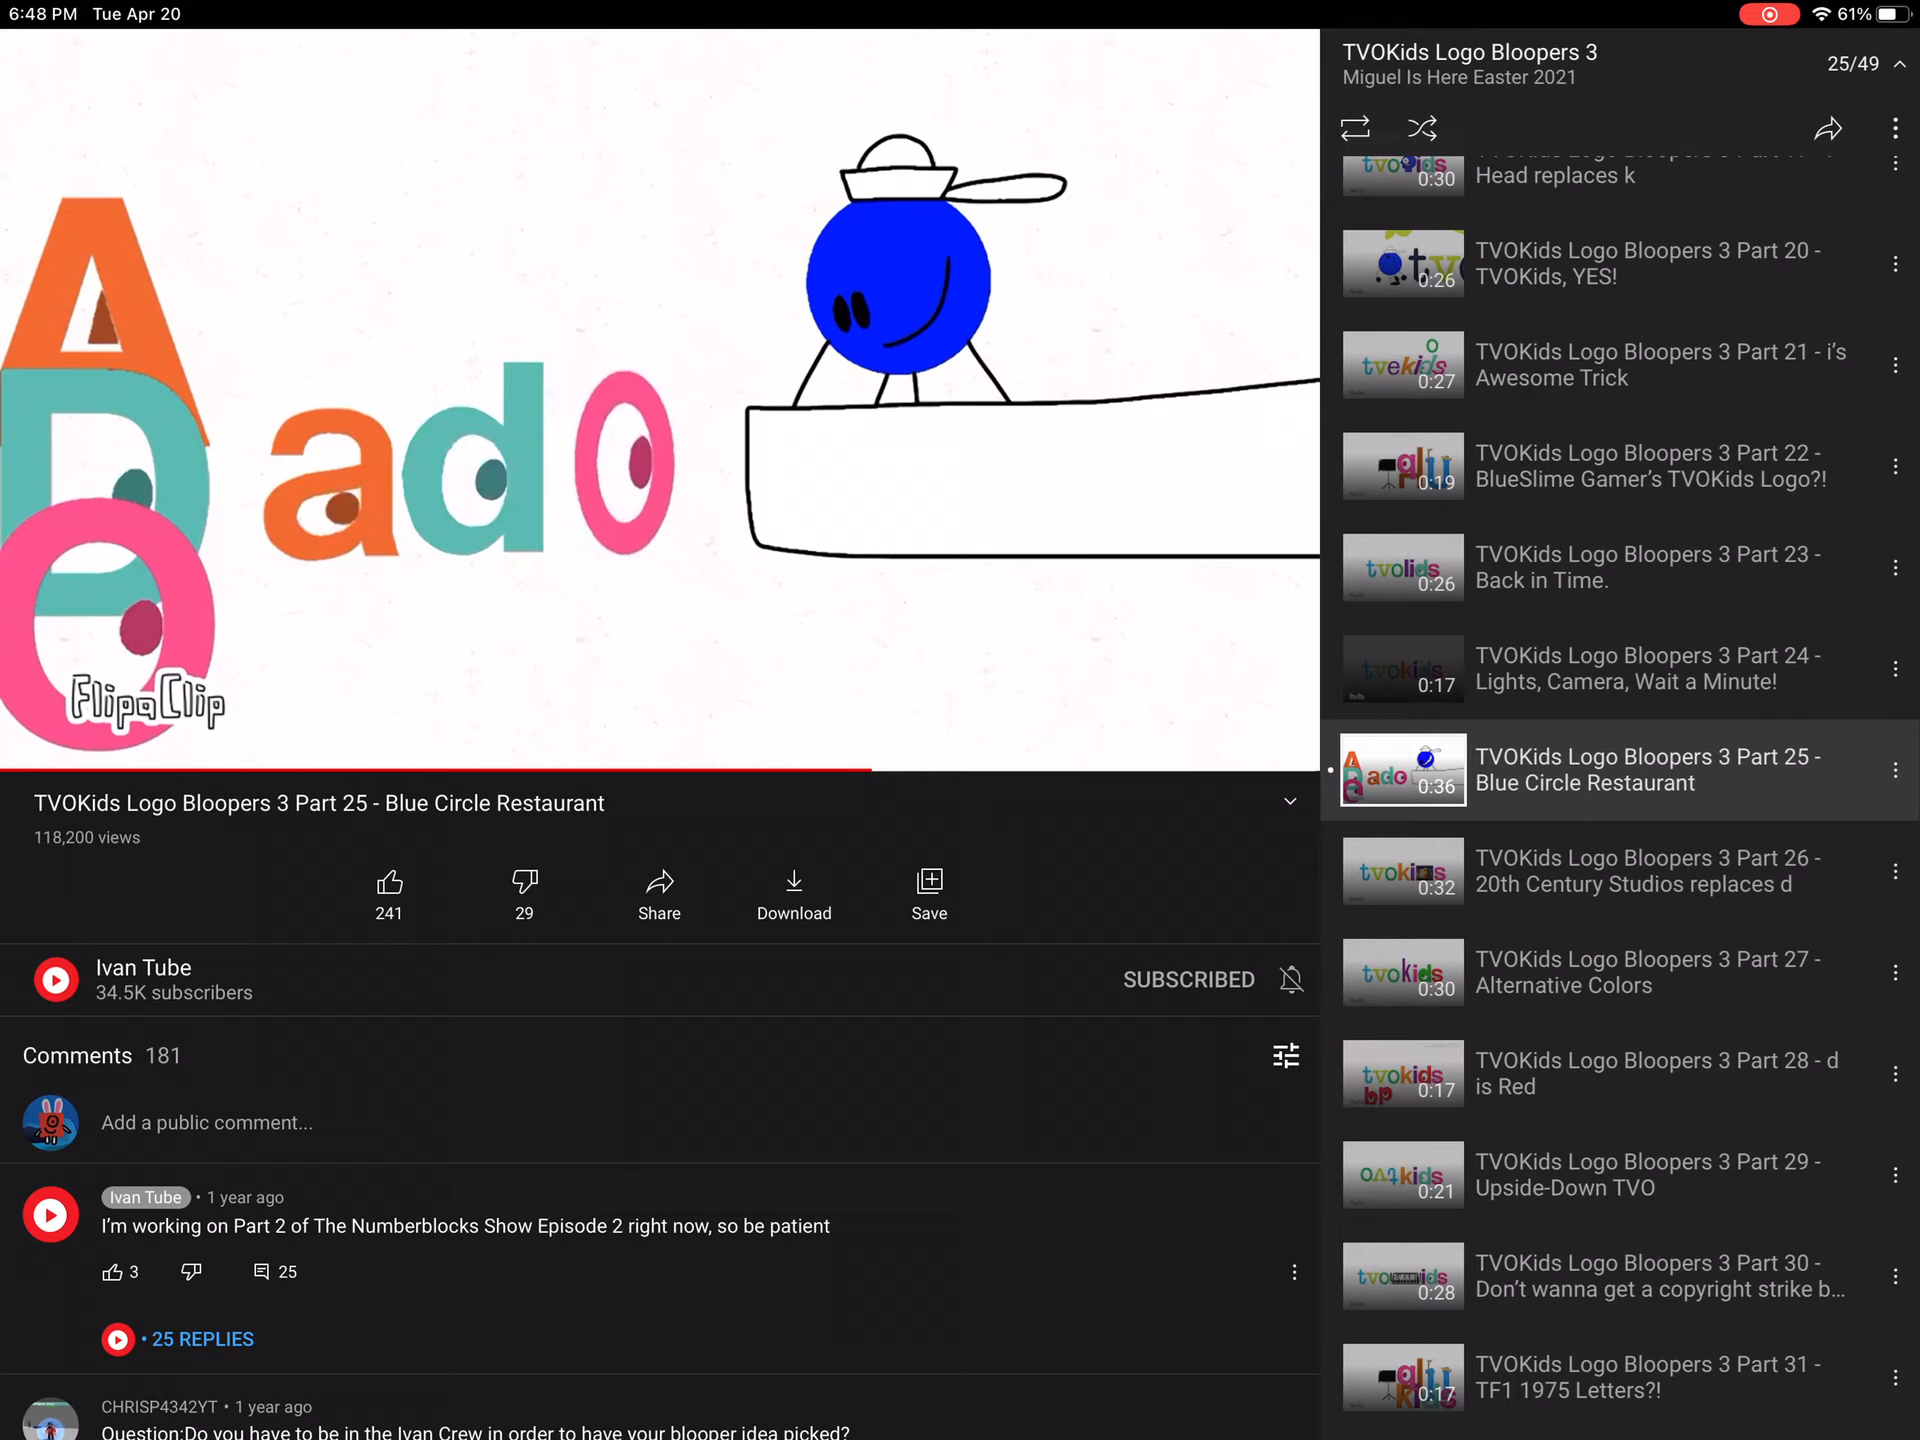 6:48 PM Tue Apr 20
61%
A
D
O
ado
FlipaClip
TVOKids Logo Bloopers 3 Part 25 - Blue Circle Restaurant
118,200 views
241
29
Share
Download
Save
Ivan Tube
34.5K subscribers
SUBSCRIBED
Comments 181
Add a public comment...
Ivan Tube • 1 year ago
I'm working on Part 2 of The Numberblocks Show Episode 2 right now, so be patient
3
25
• 25 REPLIES
CHRISP4342YT • 1 year ago
Question:Do you have to be in the Ivan Crew in order to have your blooper idea picked?
TVOKids Logo Bloopers 3
25/49
Miguel Is Here Easter 2021
0:30
Head replaces k
TVOKids Logo Bloopers 3 Part 20 -
TVOKids, YES!
tv
0:26
TVOKids Logo Bloopers 3 Part 21 - i's
Awesome Trick
tvekids
0:27
TVOKids Logo Bloopers 3 Part 22 -
BlueSlime Gamer's TVOKids Logo?!
0:19
TVOKids Logo Bloopers 3 Part 23 -
Back in Time.
tvolids
0:26
TVOKids Logo Bloopers 3 Part 24 -
Lights, Camera, Wait a Minute!
tvokids
0:17
TVOKids Logo Bloopers 3 Part 25 -
Blue Circle Restaurant
A
D
O
ado
0:36
TVOKids Logo Bloopers 3 Part 26 -
20th Century Studios replaces d
tvoki s
0:32
TVOKids Logo Bloopers 3 Part 27 -
Alternative Colors
tvokids
0:30
TVOKids Logo Bloopers 3 Part 28 - d
is Red
tvokids
0:17
TVOKids Logo Bloopers 3 Part 29 -
Upside-Down TVO
kids
0:21
TVOKids Logo Bloopers 3 Part 30 -
Don't wanna get a copyright strike b...
tvo ids
0:28
TVOKids Logo Bloopers 3 Part 31 -
TF1 1975 Letters?!
0:17